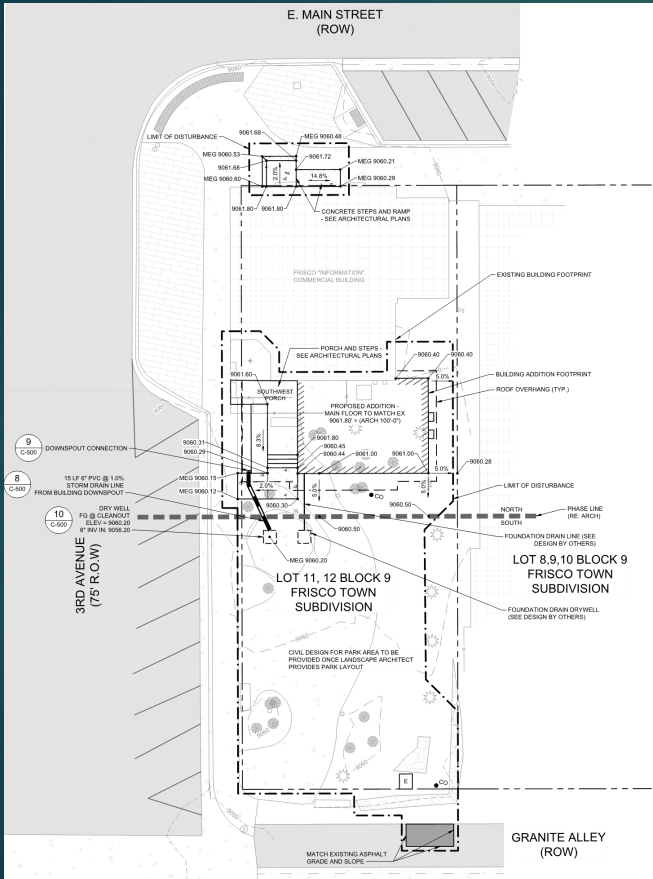 E. MAIN STREET
(ROW)
9060
LIMIT OF DISTURBANCE
9061.68
MEG 9060.48
MEG 9060.53
9061.72
9061.68
MEG 9060.21
MEG 9060.60
2.0%
14.8%
MEG 9060.29
9061.80
9061.80
CONCRETE STEPS AND RAMP
- SEE ARCHITECTURAL PLANS
FRISCO "INFORMATION"
COMMERCIAL BUILDING
EXISTING BUILDING FOOTPRINT
PORCH AND STEPS -
SEE ARCHITECTURAL PLANS
9060.40
9060.40
9061.60
5.0%
BUILDING ADDITION FOOTPRINT
SOUTHWEST
PORCH
ROOF OVERHANG (TYP.)
PROPOSED ADDITION -
MAIN FLOOR TO MATCH EX
9061.80' = (ARCH 100'-0")
9060
8.3%
9
C-500
DOWNSPOUT CONNECTION
9060.31
9060.29
9061.80
9060.45
9060.44
9061.00
9061.00
5.0%
9060.28
8
C-500
15 LF 6" PVC @ 1.0%
STORM DRAIN LINE
FROM BUILDING DOWNSPOUT
MEG 9060.15
MEG 9060.12
2.0%
5.0%
5.0%
CO
LIMIT OF DISTURBANCE
9060.30
9060.50
9060.50
10
C-500
DRY WELL
FG @ CLEANOUT
ELEV = 9060.20
6" INV IN: 9056.20
NORTH
SOUTH
PHASE LINE
(RE: ARCH)
FOUNDATION DRAIN LINE (SEE
DESIGN BY OTHERS)
MEG 9060.20
3RD AVENUE
(75' R.O.W)
LOT 11, 12 BLOCK 9
FRISCO TOWN
SUBDIVISION
LOT 8,9,10 BLOCK 9
FRISCO TOWN
SUBDIVISION
FOUNDATION DRAIN DRYWELL
(SEE DESIGN BY OTHERS)
9060
CIVIL DESIGN FOR PARK AREA TO BE
PROVIDED ONCE LANDSCAPE ARCHITECT
PROVIDES PARK LAYOUT
9060
9060
E
CO
GRANITE ALLEY
(ROW)
MATCH EXISTING ASPHALT
GRADE AND SLOPE